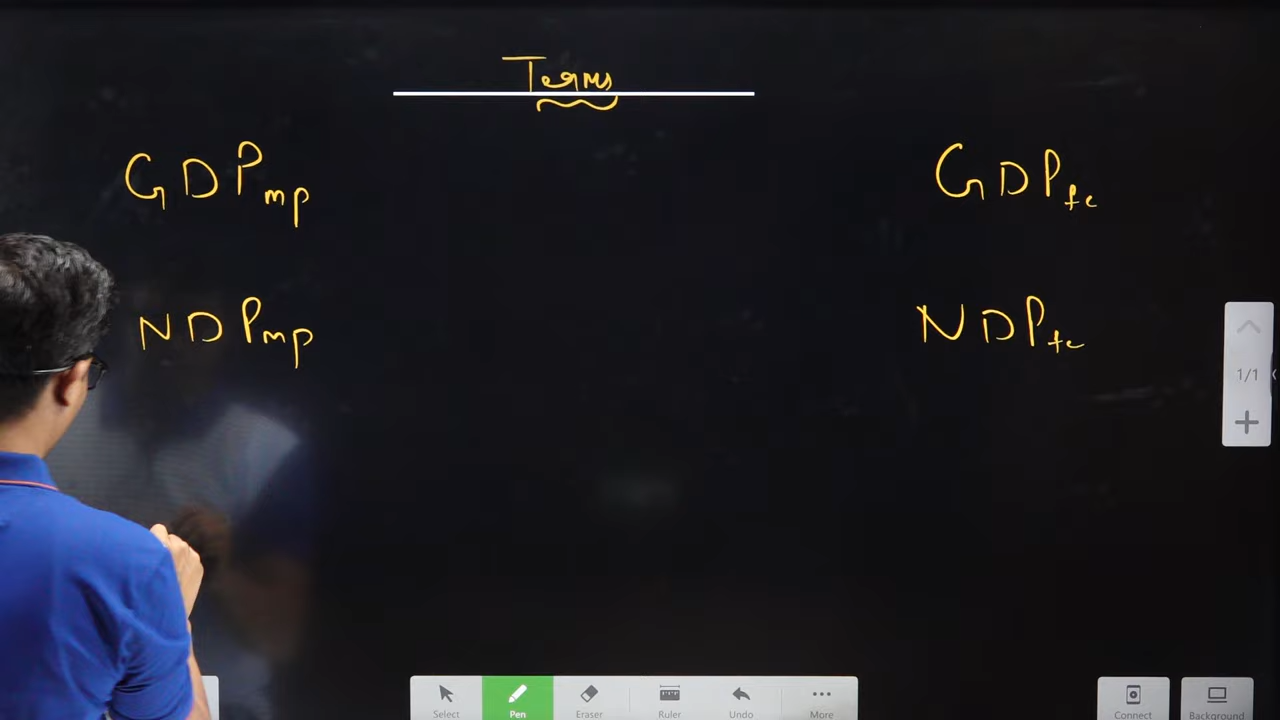 Terms
GDPmp GDPfc
NDPmp NDPfc
1/1
Select Pen Eraser Ruler Undo More Connect Background